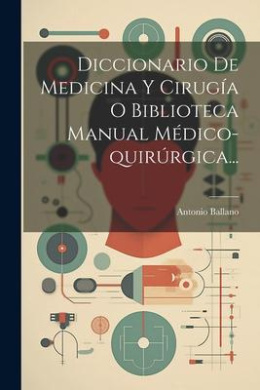 Diccionario De
Medicina Y Cirugía
O Biblioteca
Manual Médico-
quirúrgica...
Antonio Ballano